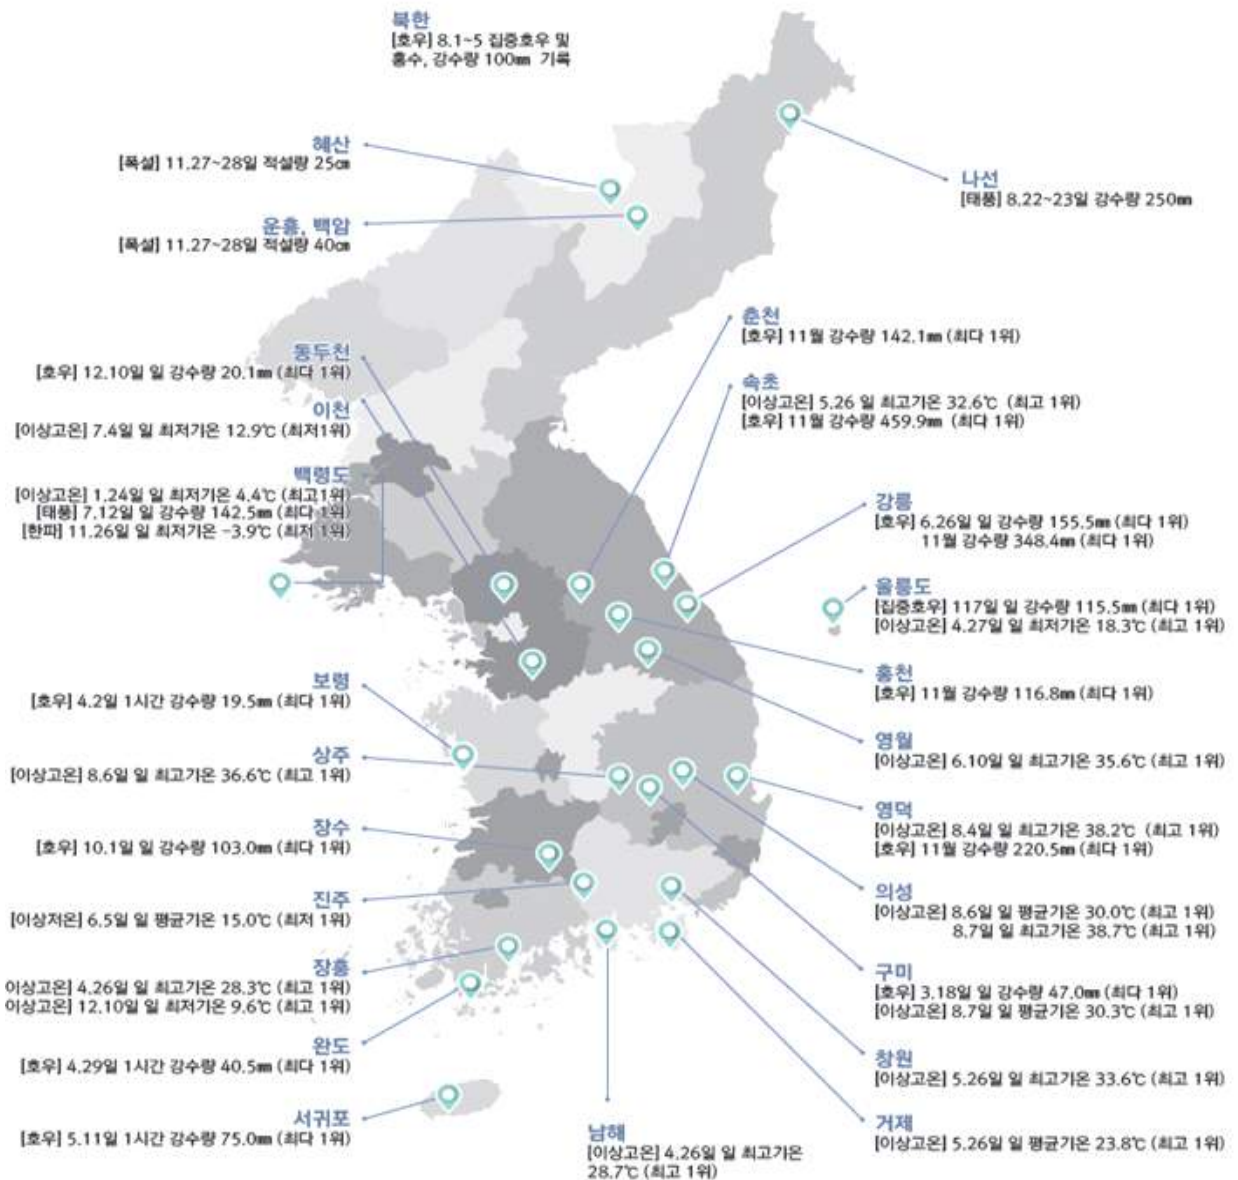 북한
[호우] 8.1~5 집중호우 및
홍수, 강수량 100㎜ 기록
혜산
[폭설] 11.27~28일 적설량 25㎝
운흥, 백암
[폭설] 11.27~28일 적설량 40㎝
나선
[태풍] 8.22~23일 강수량 250㎜
동두천
[호우] 12.10일 일 강수량 20.1㎜ (최다 1위)
이천
[이상고온] 7.4일 일 최저기온 12.9℃ (최저1위)
백령도
[이상고온] 1.24일 일 최저기온 4.4℃ (최고1위)
[태풍] 7.12일 일 강수량 142.5㎜ (최다 1위)
[한파] 11.26일 일 최저기온 -3.9℃ (최저 1위)
보령
[호우] 4.2일 1시간 강수량 19.5㎜ (최다 1위)
상주
[이상고온] 8.6일 일 최고기온 36.6℃ (최고 1위)
장수
[호우] 10.1일 일 강수량 103.0㎜ (최다 1위)
진주
[이상저온] 6.5일 일 평균기온 15.0℃ (최저 1위)
장흥
이상고온] 4.26일 일 최고기온 28.3℃ (최고 1위)
이상고온] 12.10일 일 최저기온 9.6℃ (최고 1위)
완도
[호우] 4.29일 1시간 강수량 40.5㎜ (최다 1위)
서귀포
[호우] 5.11일 1시간 강수량 75.0㎜ (최다 1위)
춘천
[호우] 11월 강수량 142.1㎜ (최다 1위)
속초
[이상고온] 5.26 일 최고기온 32.6℃ (최고 1위)
[호우] 11월 강수량 459.9㎜ (최다 1위)
강릉
[호우] 6.26일 일 강수량 155.5㎜ (최다 1위)
11월 강수량 348.4㎜ (최다 1위)
울릉도
[집중호우] 117일 일 강수량 115.5㎜ (최다 1위)
[이상고온] 4.27일 일 최저기온 18.3℃ (최고 1위)
홍천
[호우] 11월 강수량 116.8㎜ (최다 1위)
영월
[이상고온] 6.10일 일 최고기온 35.6℃ (최고 1위)
영덕
[이상고온] 8.4일 일 최고기온 38.2℃ (최고 1위)
[호우] 11월 강수량 220.5㎜ (최다 1위)
의성
[이상고온] 8.6일 일 평균기온 30.0℃ (최고 1위)
8.7일 일 최고기온 38.7℃ (최고 1위)
구미
[호우] 3.18일 일 강수량 47.0㎜ (최다 1위)
[이상고온] 8.7일 일 평균기온 30.3℃ (최고 1위)
창원
[이상고온] 5.26일 일 최고기온 33.6℃ (최고 1위)
거제
[이상고온] 5.26일 일 평균기온 23.8℃ (최고 1위)
남해
[이상고온] 4.26일 일 최고기온
28.7℃ (최고 1위)